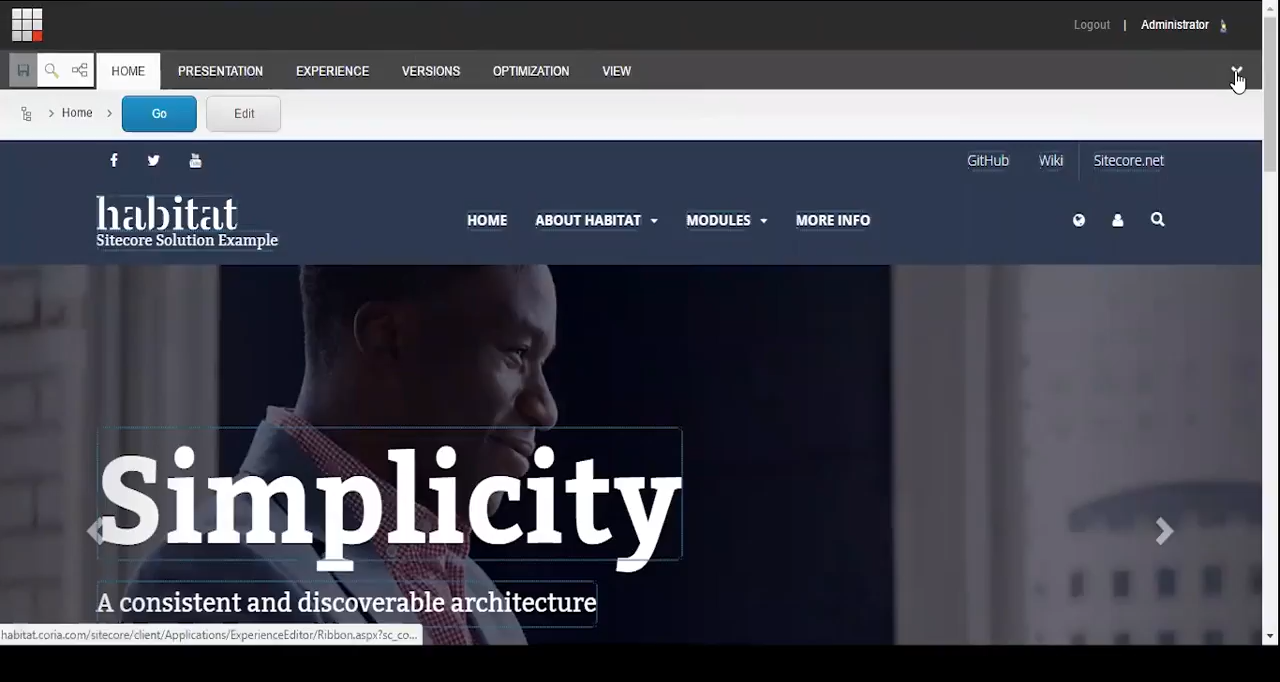 Logout | Administrator
HOME PRESENTATION EXPERIENCE VERSIONS OPTIMIZATION VIEW
Home Go Edit
GitHub Wiki Sitecore.net
habitat
Sitecore Solution Example
HOME ABOUT HABITAT MODULES MORE INFO
Simplicity
A consistent and discoverable architecture
habitat.coria.com/sitecore/client/Applications/ExperienceEditor/Ribbon.aspx?sc_co...